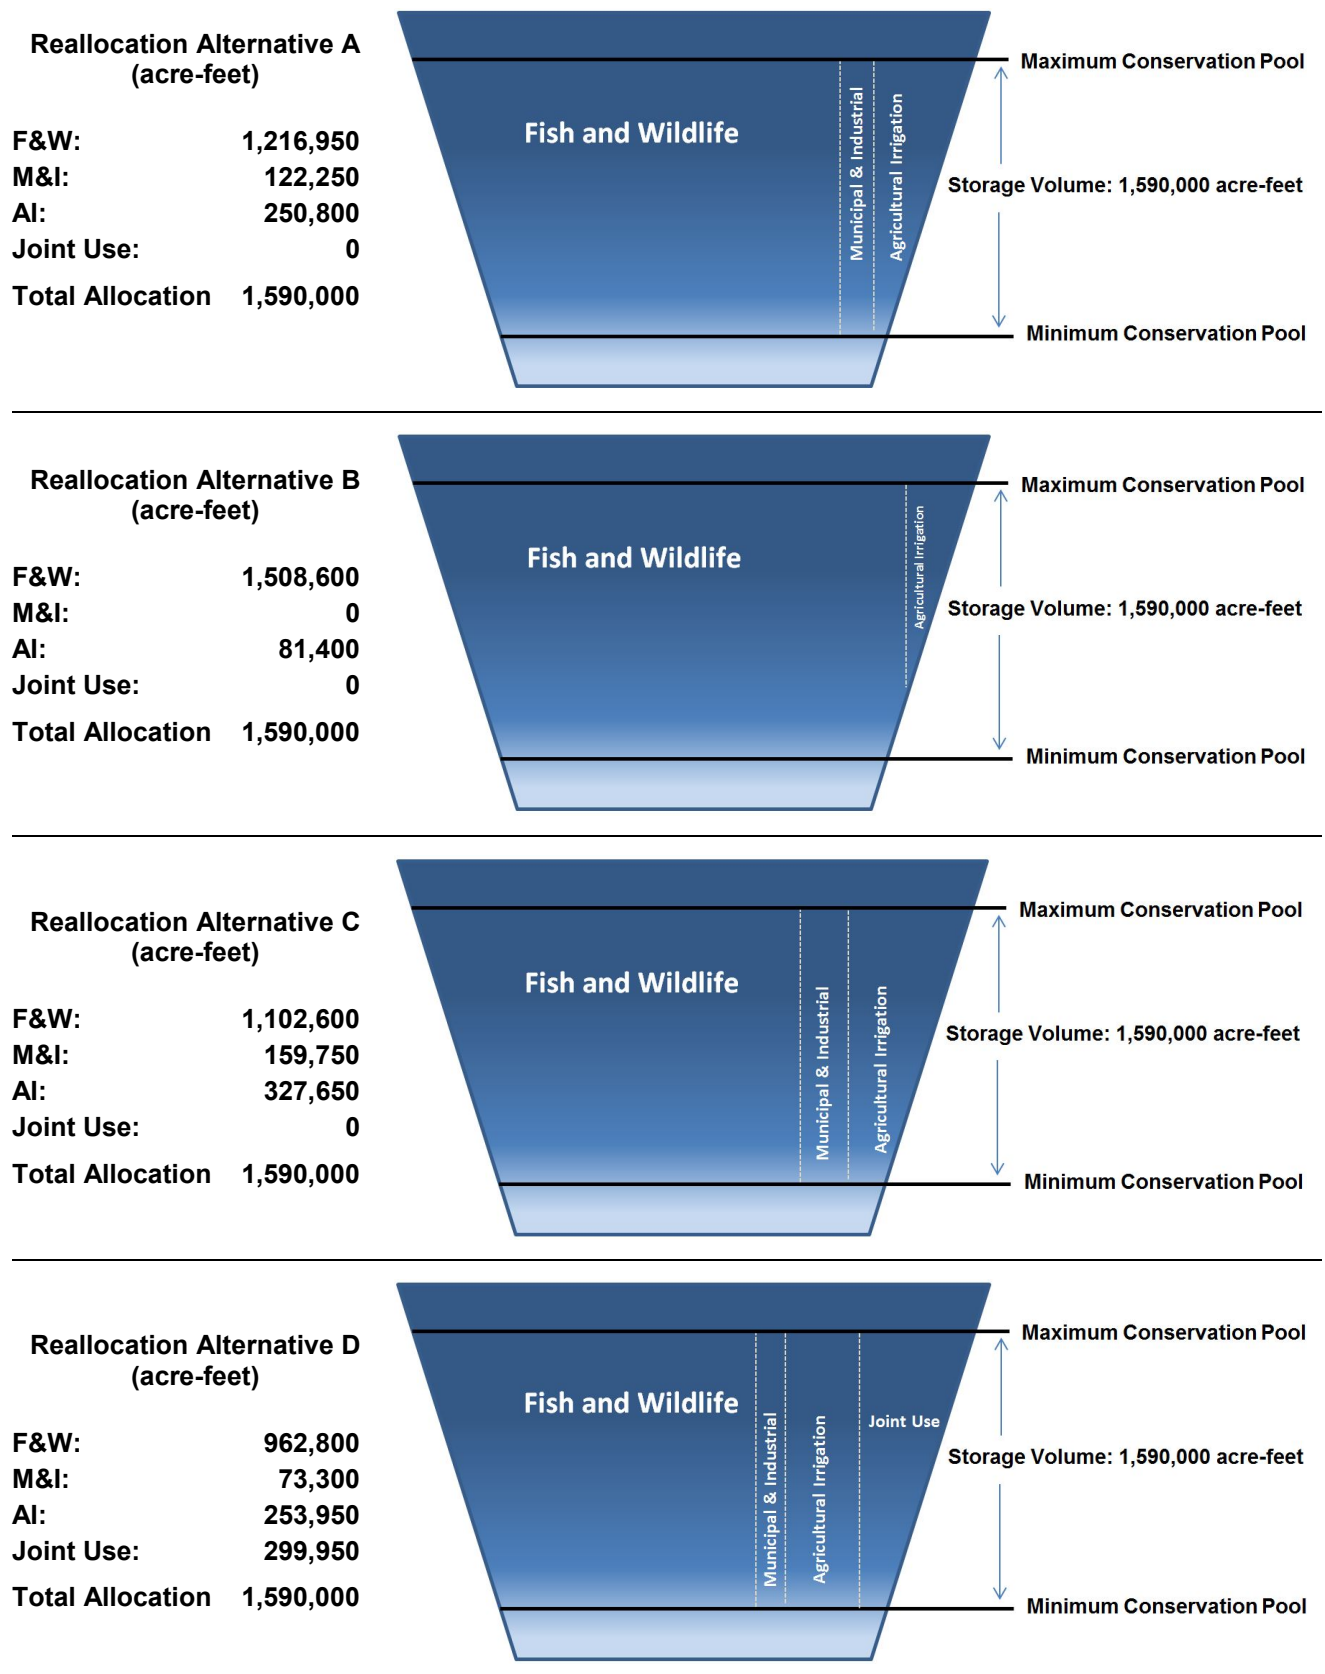 Reallocation Alternative A
(acre-feet)
F&W: 1,216,950
M&I: 122,250
AI: 250,800
Joint Use: 0
Total Allocation 1,590,000
Fish and Wildlife
Municipal & Industrial
Agricultural Irrigation
Maximum Conservation Pool
Storage Volume: 1,590,000 acre-feet
Minimum Conservation Pool
Reallocation Alternative B
(acre-feet)
F&W: 1,508,600
M&I: 0
AI: 81,400
Joint Use: 0
Total Allocation 1,590,000
Fish and Wildlife
Agricultural Irrigation
Maximum Conservation Pool
Storage Volume: 1,590,000 acre-feet
Minimum Conservation Pool
Reallocation Alternative C
(acre-feet)
F&W: 1,102,600
M&I: 159,750
AI: 327,650
Joint Use: 0
Total Allocation 1,590,000
Fish and Wildlife
Municipal & Industrial
Agricultural Irrigation
Maximum Conservation Pool
Storage Volume: 1,590,000 acre-feet
Minimum Conservation Pool
Reallocation Alternative D
(acre-feet)
F&W: 962,800
M&I: 73,300
AI: 253,950
Joint Use: 299,950
Total Allocation 1,590,000
Fish and Wildlife
Municipal & Industrial
Agricultural Irrigation
Joint Use
Maximum Conservation Pool
Storage Volume: 1,590,000 acre-feet
Minimum Conservation Pool